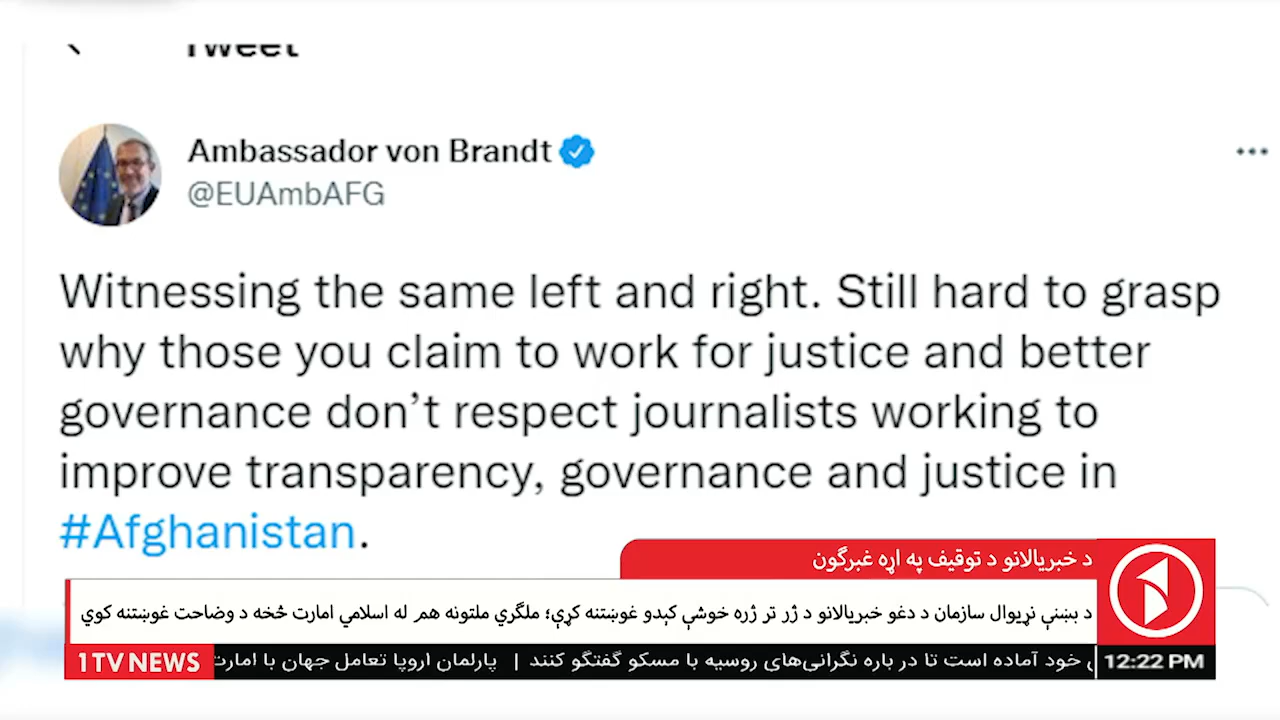 Tweet
Ambassador von Brandt
@EUAmbAFG
Witnessing the same left and right. Still hard to grasp
why those you claim to work for justice and better
governance don’t respect journalists working to
improve transparency, governance and justice in
#Afghanistan.
د خبریالانو د توقیف په اړه غبرګون
د بښنې نړیوال سازمان د دغو خبریالانو د ژر تر ژره خوشې کېدو غوښتنه کړې؛ ملګري ملتونه هم له اسلامي امارت څخه د وضاحت غوښتنه کوي
1TV NEWS
خود آماده است تا در باره نگرانی‌های روسیه با مسکو گفتگو کنند | پارلمان اروپا تعامل جهان با امارت
12:22 PM